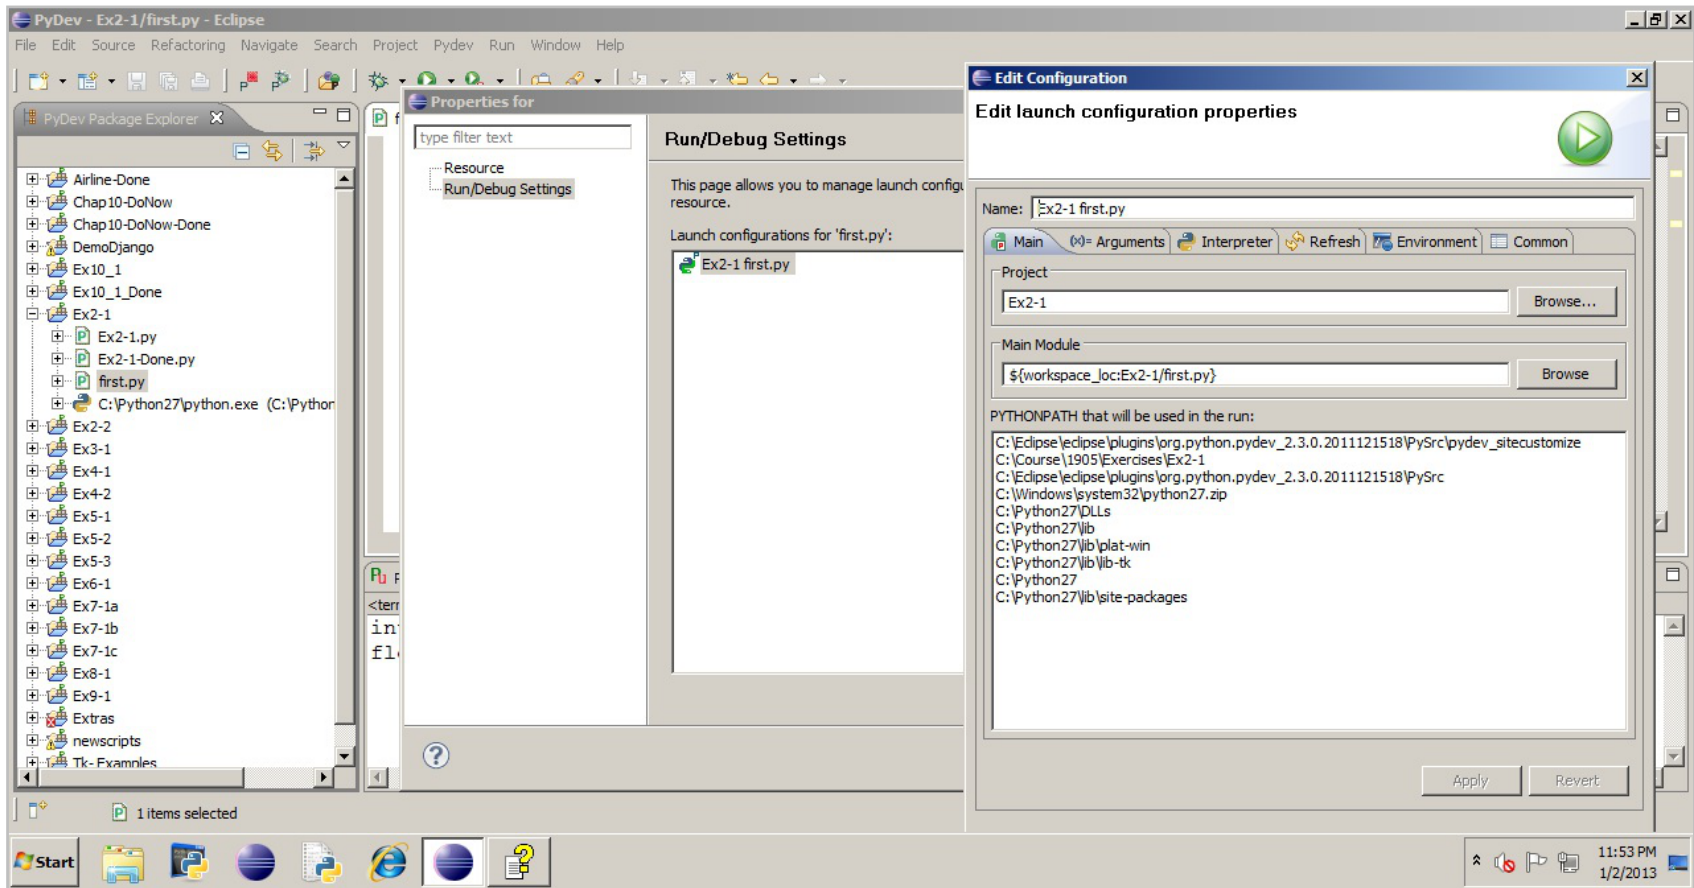 PyDev - Ex2-1/first.py - Eclipse
File Edit Source Refactoring Navigate Search Project Pydev Run Window Help
PyDev Package Explorer
Airline-Done
Chap10-DoNow
Chap10-DoNow-Done
DemoDjango
Ex10_1
Ex10_1_Done
Ex2-1
Ex2-1.py
Ex2-1-Done.py
first.py
C:\Python27\python.exe (C:\Python
Ex2-2
Ex3-1
Ex4-1
Ex4-2
Ex5-1
Ex5-2
Ex5-3
Ex6-1
Ex7-1a
Ex7-1b
Ex7-1c
Ex8-1
Ex9-1
Extras
newscripts
Tk-Examples
1 items selected
Properties for
type filter text
Resource
Run/Debug Settings
Run/Debug Settings
This page allows you to manage launch configu
resource.
Launch configurations for 'first.py':
Ex2-1 first.py
Edit Configuration
Edit launch configuration properties
Name: Ex2-1 first.py
Main (x)= Arguments Interpreter Refresh Environment Common
Project
Ex2-1 Browse...
Main Module
${workspace_loc:Ex2-1/first.py} Browse
PYTHONPATH that will be used in the run:
C:\Eclipse\eclipse\plugins\org.python.pydev_2.3.0.2011121518\PySrc\pydev_sitecustomize
C:\Course\1905\Exercises\Ex2-1
C:\Eclipse\eclipse\plugins\org.python.pydev_2.3.0.2011121518\PySrc
C:\Windows\system32\python27.zip
C:\Python27\DLLs
C:\Python27\lib
C:\Python27\lib\plat-win
C:\Python27\lib\lib-tk
C:\Python27
C:\Python27\lib\site-packages
Apply Revert
Start
11:53 PM
1/2/2013